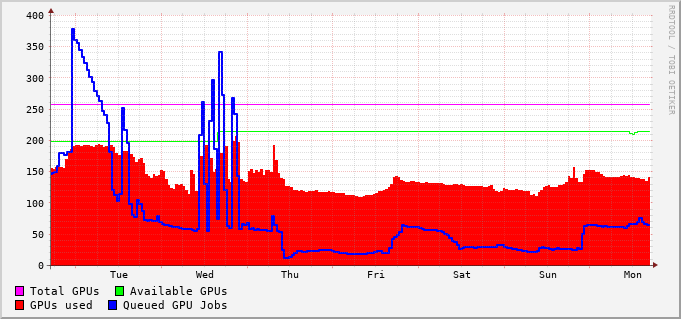 400
350
300
250
200
150
100
50
0
Tue Wed Thu Fri Sat Sun Mon
Total GPUs Available GPUs
GPUs used Queued GPU Jobs
RRDTOOL / TOBI OETIKER